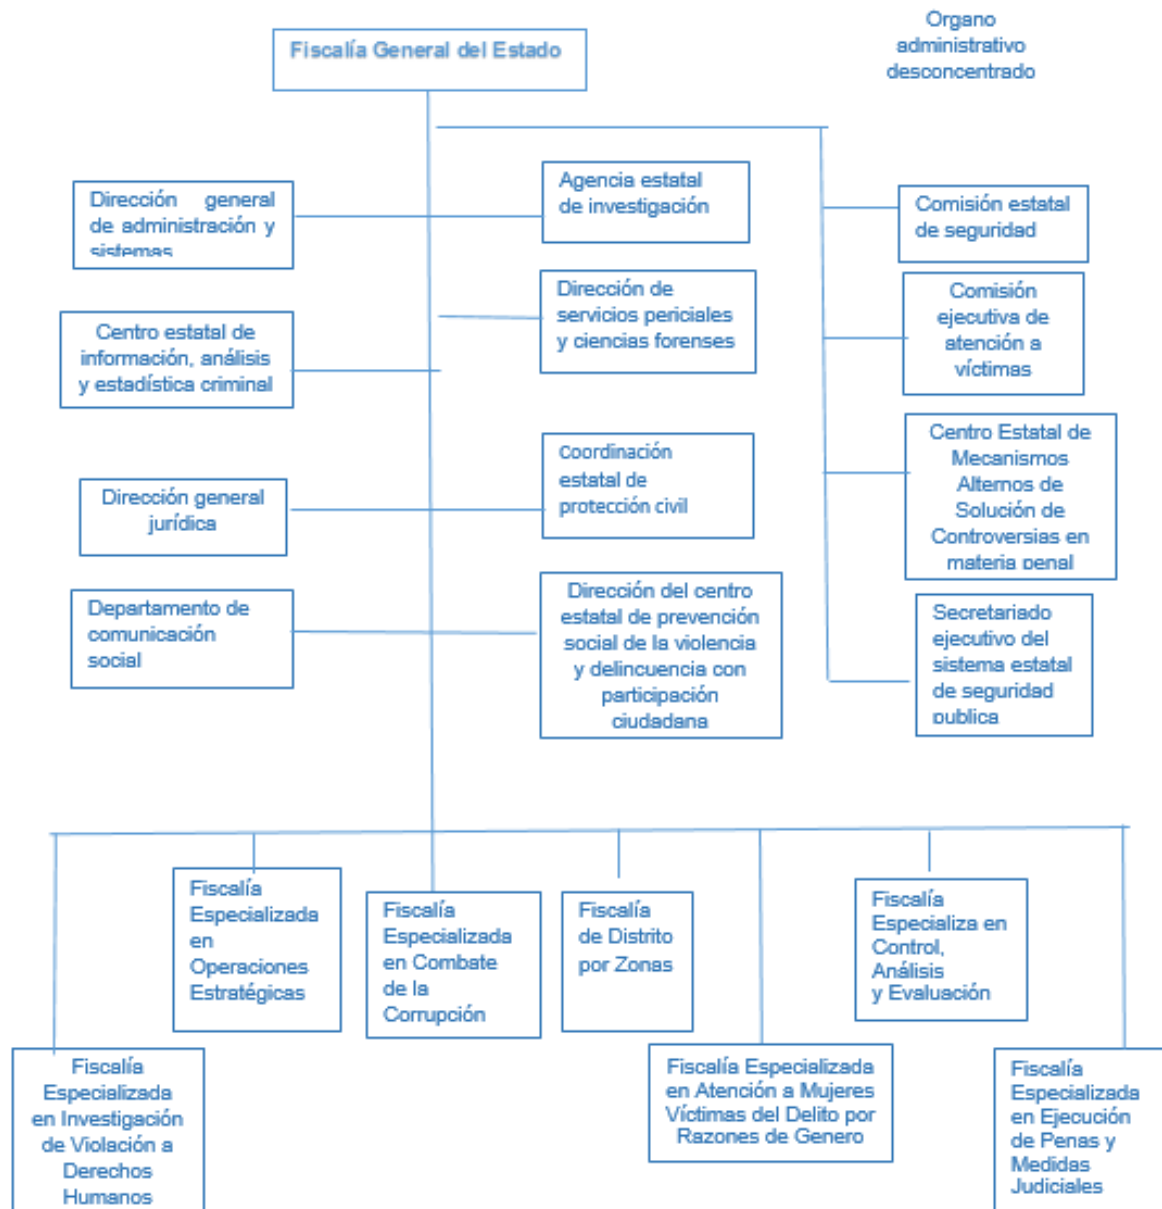 Fiscalía General del Estado
Organo
administrativo
desconcentrado
Dirección general
de administración y
sistemas
Agencia estatal
de investigación
Comisión estatal
de seguridad
Centro estatal de
información, análisis
y estadística criminal
Dirección de
servicios periciales
y ciencias forenses
Comisión
ejecutiva de
atención a
víctimas
Dirección general
jurídica
Coordinación
estatal de
protección civil
Centro Estatal de
Mecanismos
Alternos de
Solución de
Controversias en
materia penal
Departamento de
comunicación
social
Dirección del centro
estatal de prevención
social de la violencia
y delincuencia con
participación
ciudadana
Secretariado
ejecutivo del
sistema estatal
de seguridad
publica
Fiscalía
Especializada
en
Operaciones
Estratégicas
Fiscalía
Especializada
en Combate
de la
Corrupción
Fiscalía
de Distrito
por Zonas
Fiscalía
Especializa en
Control,
Análisis
y Evaluación
Fiscalía
Especializada
en Investigación
de Violación a
Derechos
Humanos
Fiscalía Especializada
en Atención a Mujeres
Víctimas del Delito por
Razones de Genero
Fiscalía
Especializada
en Ejecución
de Penas y
Medidas
Judiciales